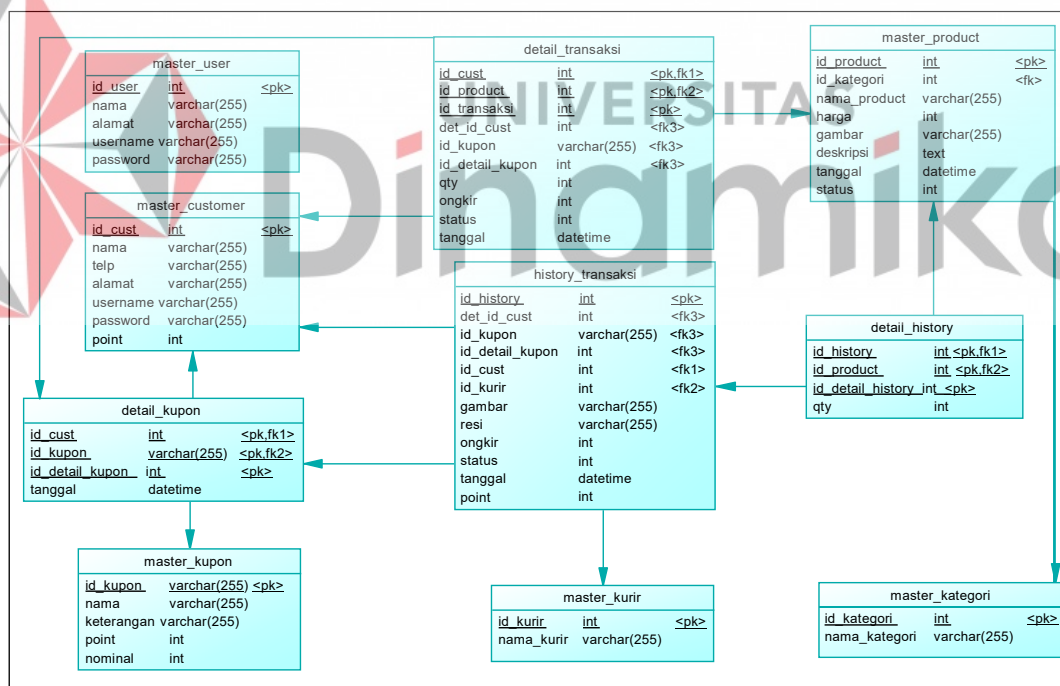 master_user
id_user int <pk>
nama varchar(255)
alamat varchar(255)
username varchar(255)
password varchar(255)
master_customer
id_cust int <pk>
nama varchar(255)
telp varchar(255)
alamat varchar(255)
username varchar(255)
password varchar(255)
point int
detail_kupon
id_cust int <pk,fk1>
id_kupon varchar(255) <pk,fk2>
id_detail_kupon int <pk>
tanggal datetime
master_kupon
id_kupon varchar(255) <pk>
nama varchar(255)
keterangan varchar(255)
point int
nominal int
detail_transaksi
id_cust int <pk,fk1>
id_product int <pk,fk2>
id_transaksi int <pk>
det_id_cust int <fk3>
id_kupon varchar(255) <fk3>
id_detail_kupon int <fk3>
qty int
ongkir int
status int
tanggal datetime
history_transaksi
id_history int <pk>
det_id_cust int <fk3>
id_kupon varchar(255) <fk3>
id_detail_kupon int <fk3>
id_cust int <fk1>
id_kurir int <fk2>
gambar varchar(255)
resi varchar(255)
ongkir int
status int
tanggal datetime
point int
master_kurir
id_kurir int <pk>
nama_kurir varchar(255)
master_product
id_product int <pk>
id_kategori int <fk>
nama_product varchar(255)
harga int
gambar varchar(255)
deskripsi text
tanggal datetime
status int
detail_history
id_history int <pk,fk1>
id_product int <pk,fk2>
id_detail_history int <pk>
qty int
master_kategori
id_kategori int <pk>
nama_kategori varchar(255)
UNIVERSITAS
Dinamika